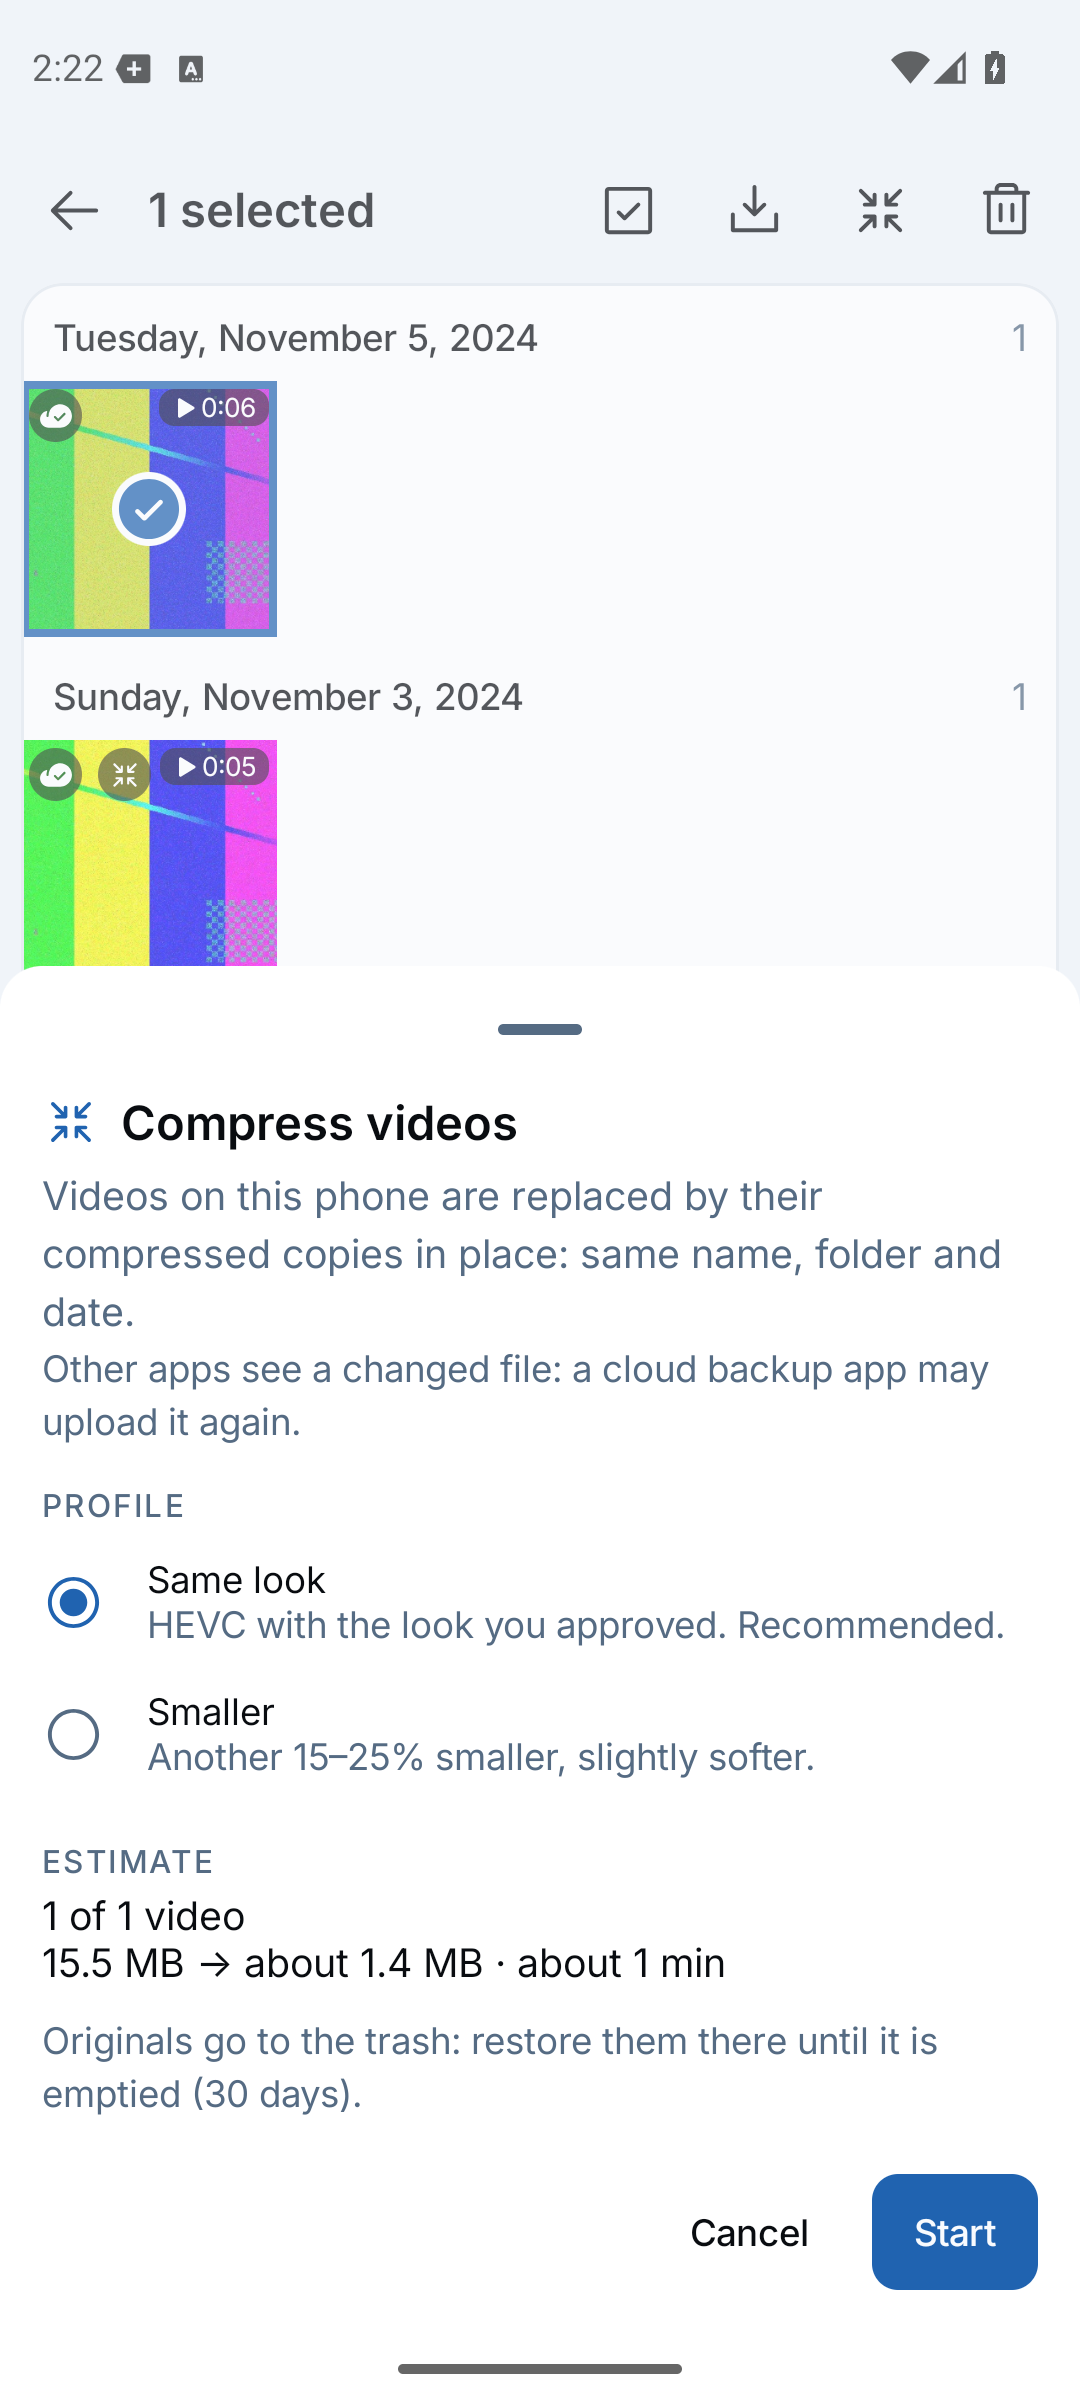 2:22
1 selected
Tuesday, November 5, 2024 1
0:06
Sunday, November 3, 2024 1
0:05
Compress videos
Videos on this phone are replaced by their
compressed copies in place: same name, folder and
date.
Other apps see a changed file: a cloud backup app may
upload it again.
PROFILE
Same look
HEVC with the look you approved. Recommended.
Smaller
Another 15–25% smaller, slightly softer.
ESTIMATE
1 of 1 video
15.5 MB → about 1.4 MB · about 1 min
Originals go to the trash: restore them there until it is
emptied (30 days).
Cancel Start